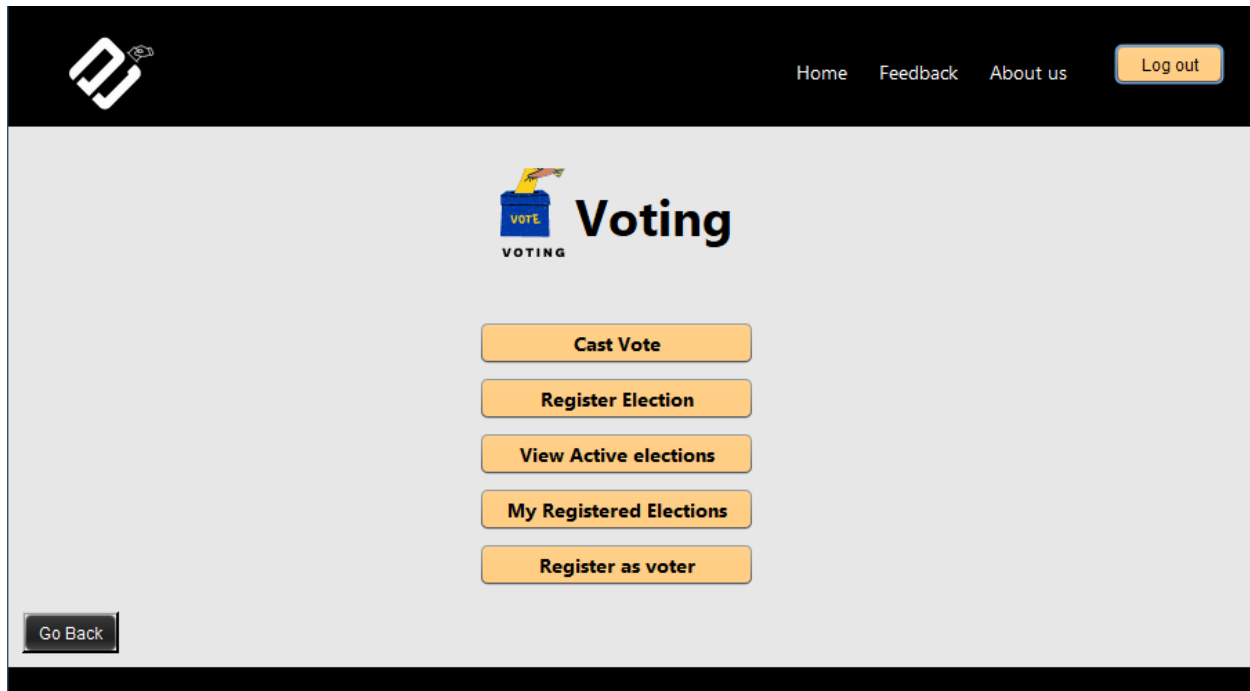 Home Feedback About us Log out
VOTE
Voting
VOTING
Cast Vote
Register Election
View Active elections
My Registered Elections
Register as voter
Go Back